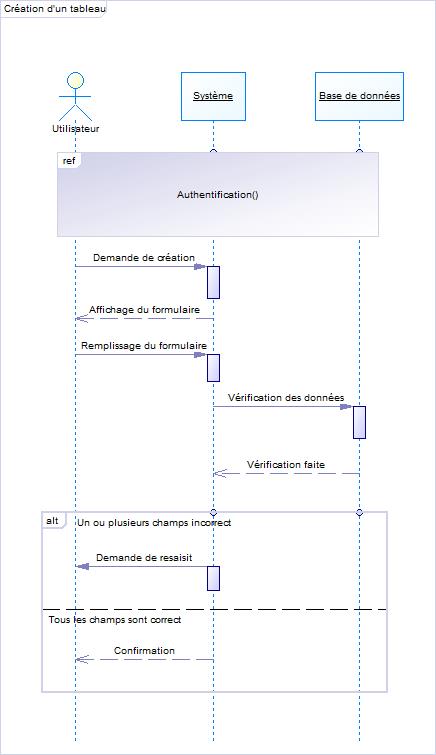 Création d'un tableau
Système
Base de données
Utilisateur
ref
Authentification()
Demande de création
Affichage du formulaire
Remplissage du formulaire
Vérification des données
Vérification faite
alt
Un ou plusieurs champs incorrect
Demande de resaisit
Tous les champs sont correct
Confirmation